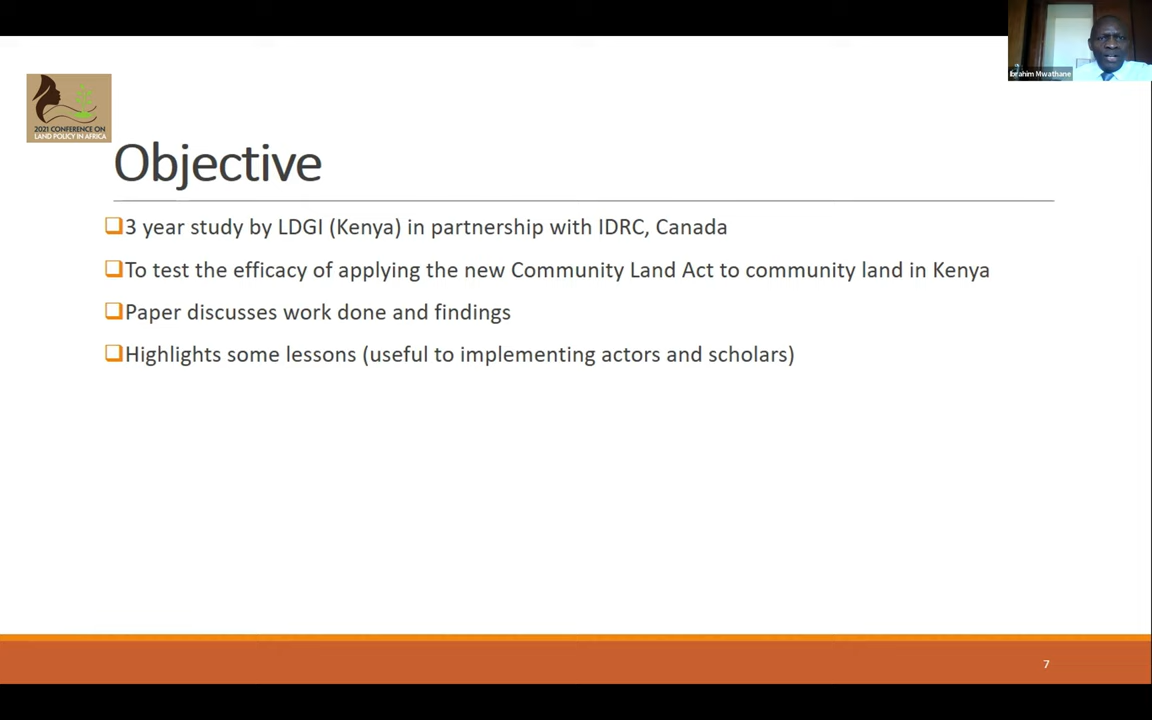 Ibrahim Mwathane
2021 CONFERENCE ON
LAND POLICY IN AFRICA
Objective
3 year study by LDGI (Kenya) in partnership with IDRC, Canada
To test the efficacy of applying the new Community Land Act to community land in Kenya
Paper discusses work done and findings
Highlights some lessons (useful to implementing actors and scholars)
7